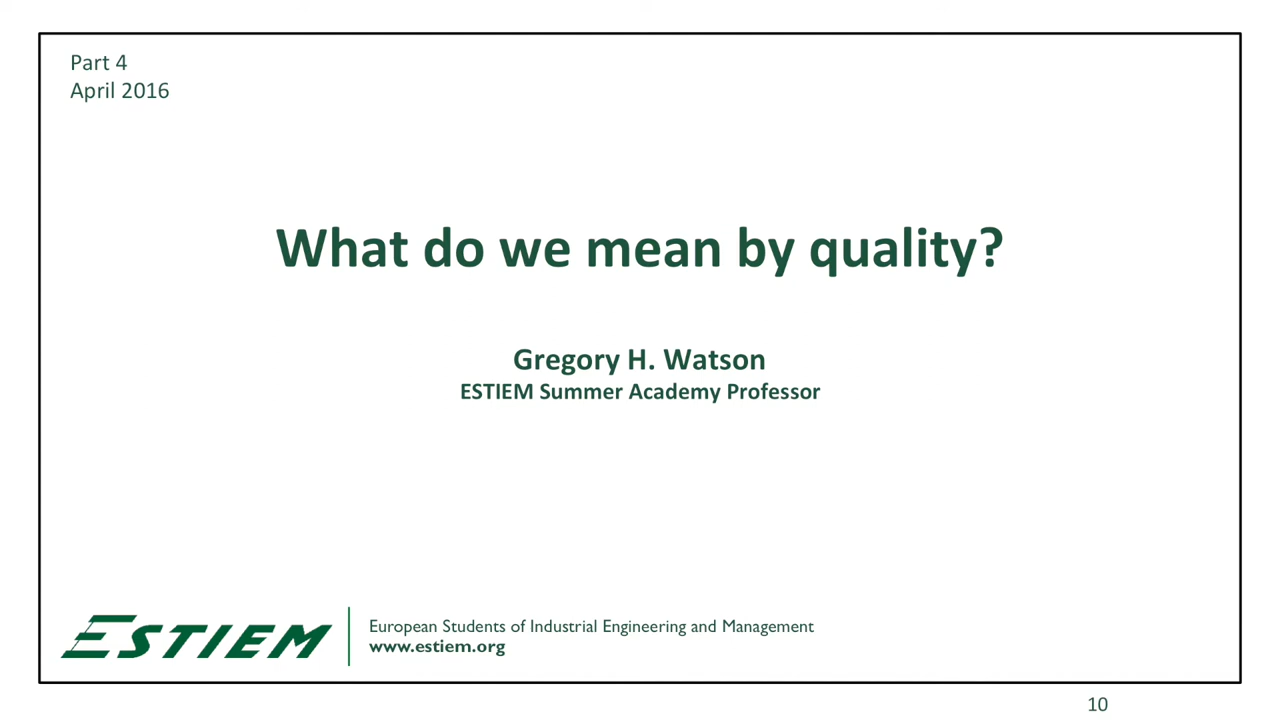 Part 4
April 2016
What do we mean by quality?
Gregory H. Watson
ESTIEM Summer Academy Professor
ESTIEM
European Students of Industrial Engineering and Management
www.estiem.org
10